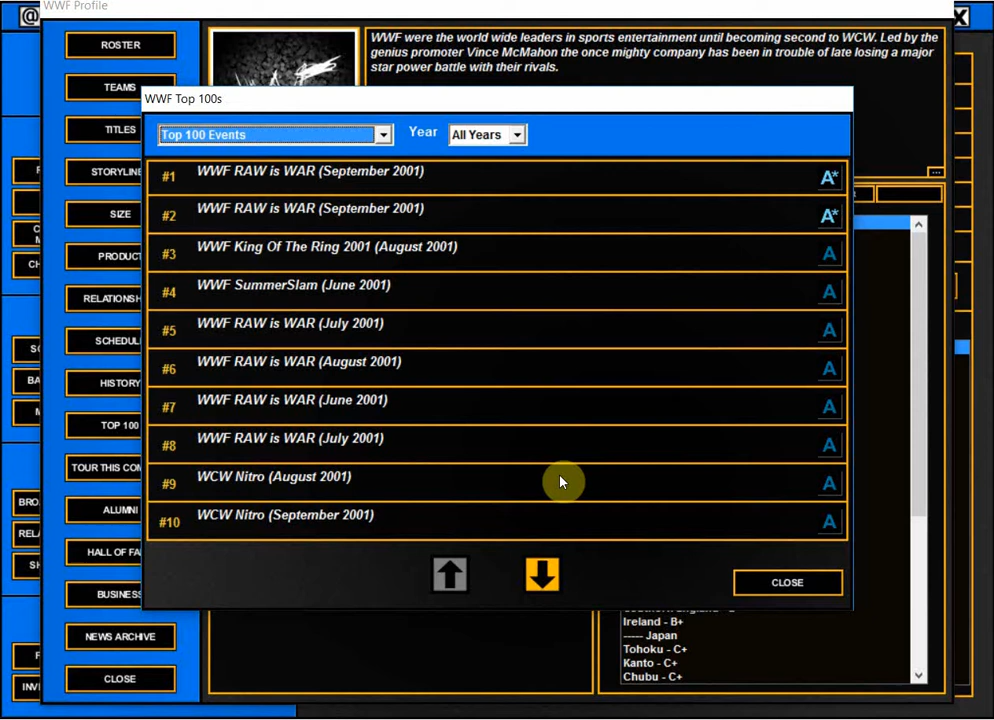 WWF Profile
@
X
ROSTER
TEAMS
TITLES
STORYLINE
SIZE
PRODUCT
RELATIONSH
SCHEDUL
HISTORY
TOP 100
TOUR THIS COM
ALUMNI
HALL OF FA
BUSINESS
NEWS ARCHIVE
CLOSE
WWF were the world wide leaders in sports entertainment until becoming second to WCW. Led by the
genius promoter Vince McMahon the once mighty company has been in trouble of late losing a major
star power battle with their rivals.
...
WWF Top 100s
Top 100 Events
Year
All Years
#1 WWF RAW is WAR (September 2001) A*
#2 WWF RAW is WAR (September 2001) A*
#3 WWF King Of The Ring 2001 (August 2001) A
#4 WWF SummerSlam (June 2001) A
#5 WWF RAW is WAR (July 2001) A
#6 WWF RAW is WAR (August 2001) A
#7 WWF RAW is WAR (June 2001) A
#8 WWF RAW is WAR (July 2001) A
#9 WCW Nitro (August 2001) A
#10 WCW Nitro (September 2001) A
CLOSE
Ireland - B+
----- Japan
Tohoku - C+
Kanto - C+
Chubu - C+
CH
BA
BRO
RELA
INV